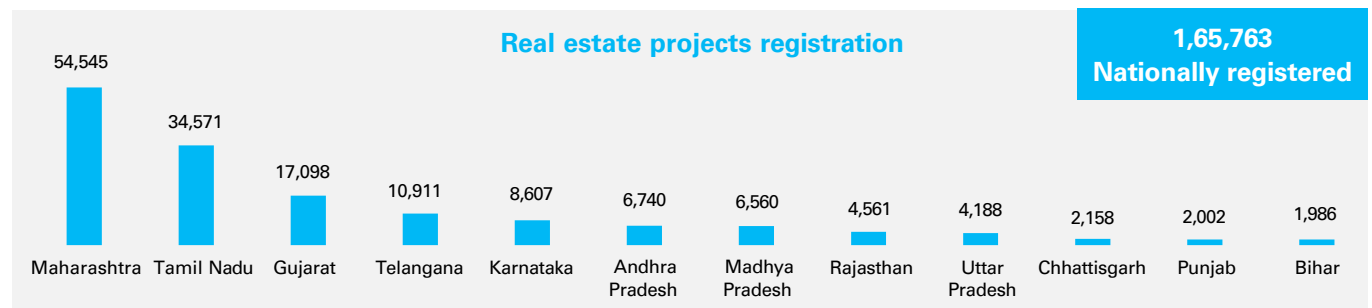 Real estate projects registration
1,65,763
Nationally registered
54,545
34,571
17,098
10,911
8,607
6,740
6,560
4,561
4,188
2,158
2,002
1,986
Maharashtra
Tamil Nadu
Gujarat
Telangana
Karnataka
Andhra
Pradesh
Madhya
Pradesh
Rajasthan
Uttar
Pradesh
Chhattisgarh
Punjab
Bihar